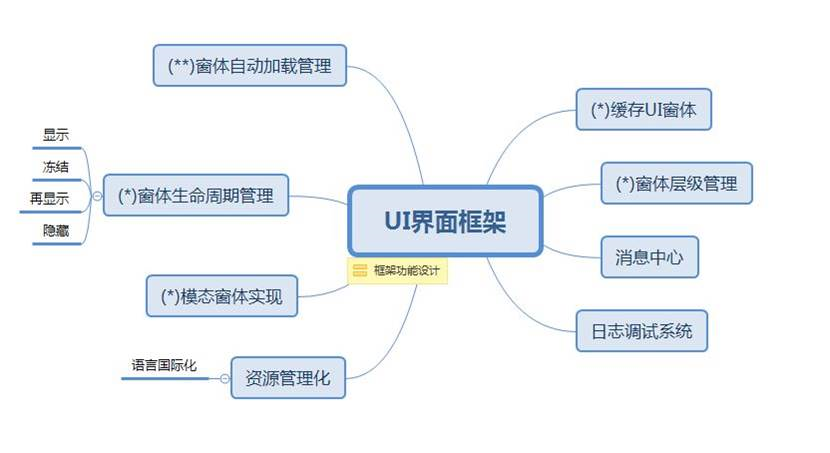 (**)窗体自动加载管理
(*)缓存UI窗体
显示
冻结
再显示
隐藏
(*)窗体生命周期管理
(*)窗体层级管理
UI界面框架
框架功能设计
消息中心
(*)模态窗体实现
日志调试系统
语言国际化
资源管理化